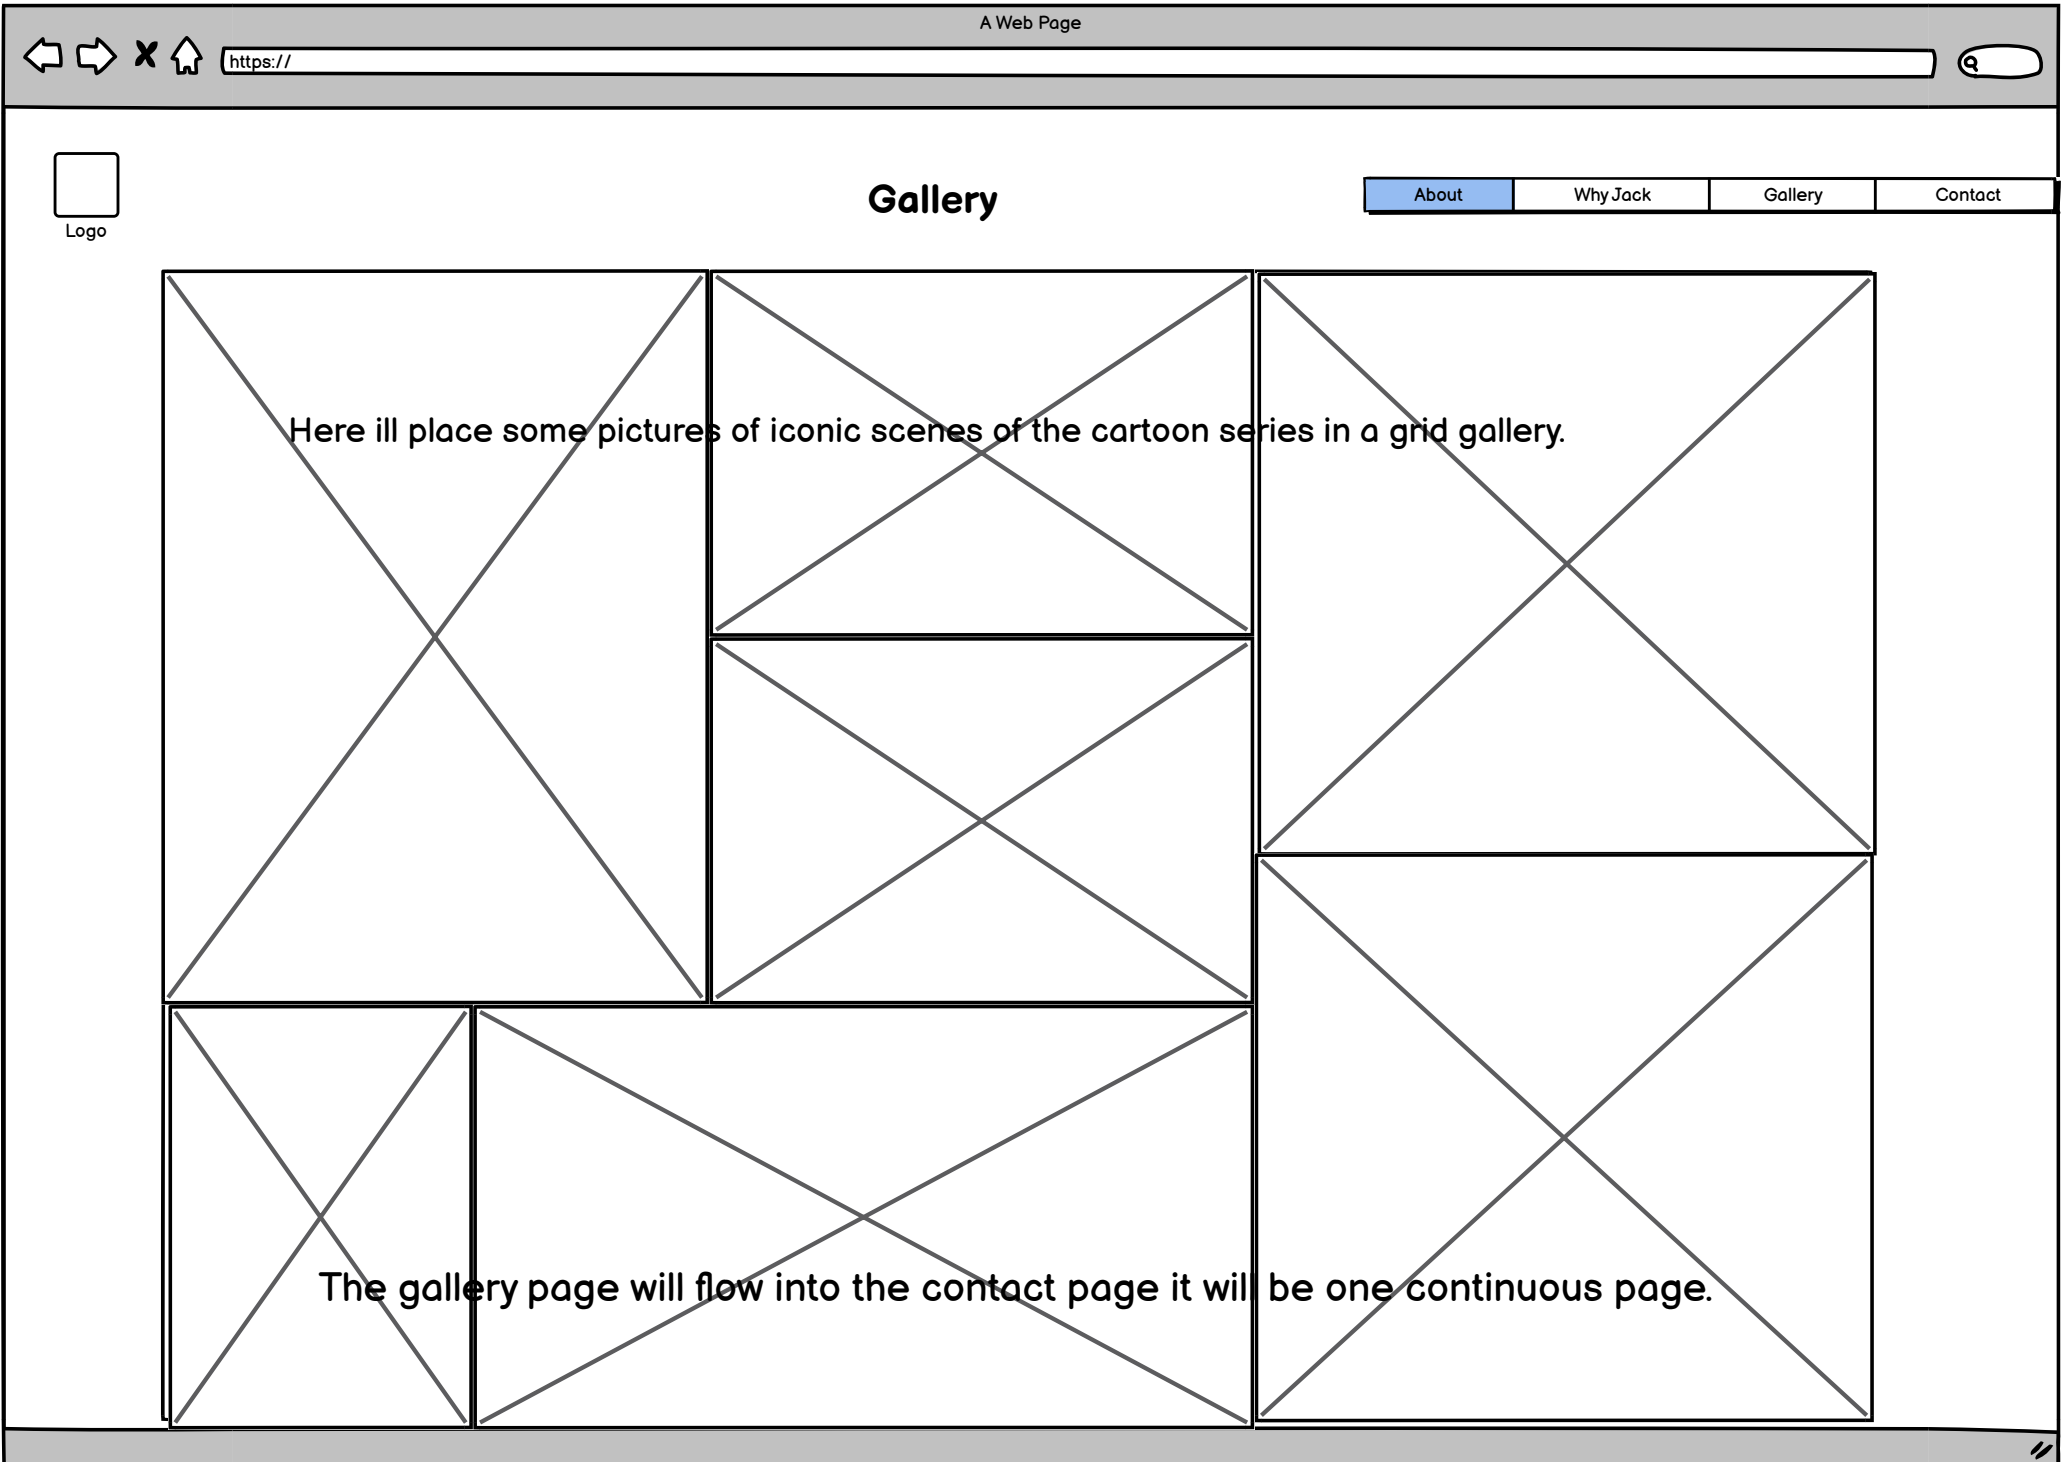 A Web Page
https://
Logo
Gallery
About
Why Jack
Gallery
Contact
Here ill place some pictures of iconic scenes of the cartoon series in a grid gallery.
The gallery page will flow into the contact page it will be one continuous page.